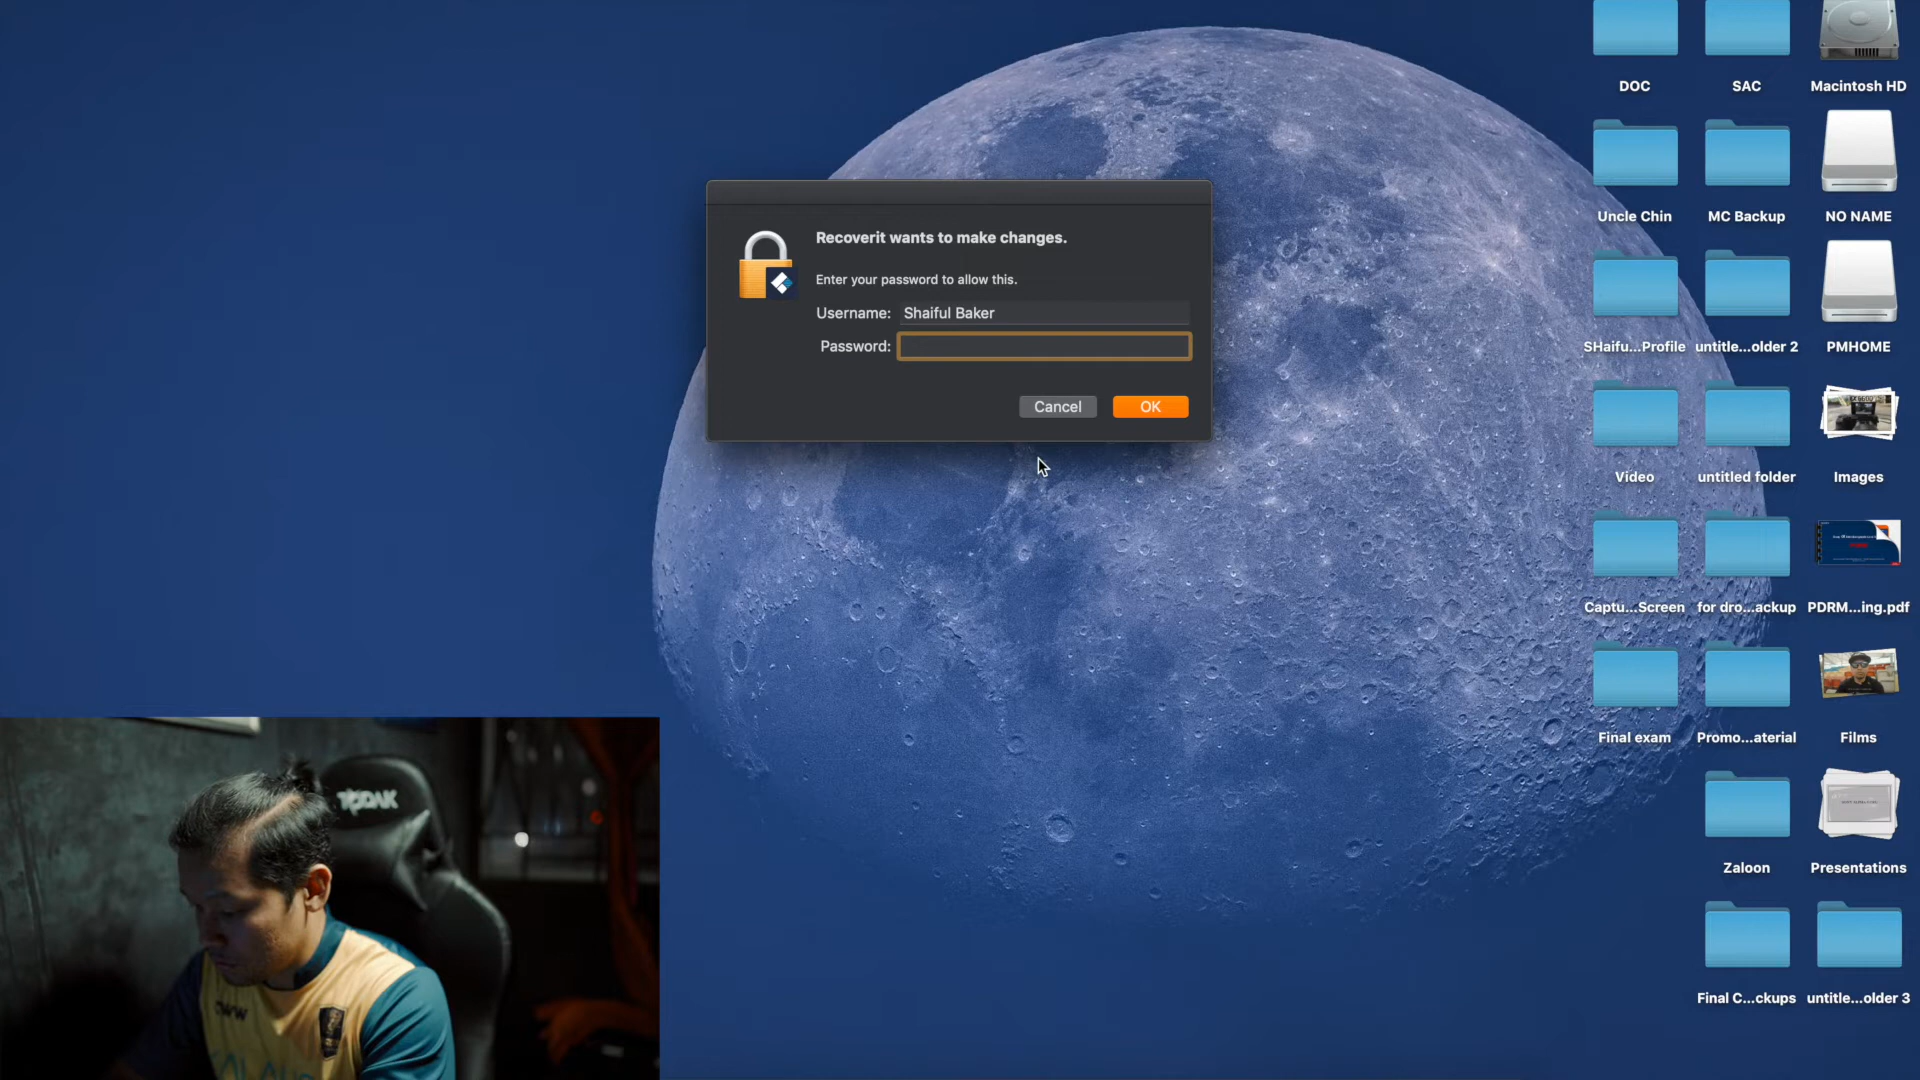 DOC
SAC
Macintosh HD
Uncle Chin
MC Backup
NO NAME
Recoverit wants to make changes.
Enter your password to allow this.
Username: Shaiful Baker
Password:
Cancel
OK
SHaifu...Profile
untitle...older 2
PMHOME
Video
untitled folder
Images
Captu...Screen
for dro...ackup
PDRM...ing.pdf
Final exam
Promo...aterial
Films
Zaloon
Presentations
Final C...ckups
untitle...older 3
TODAK